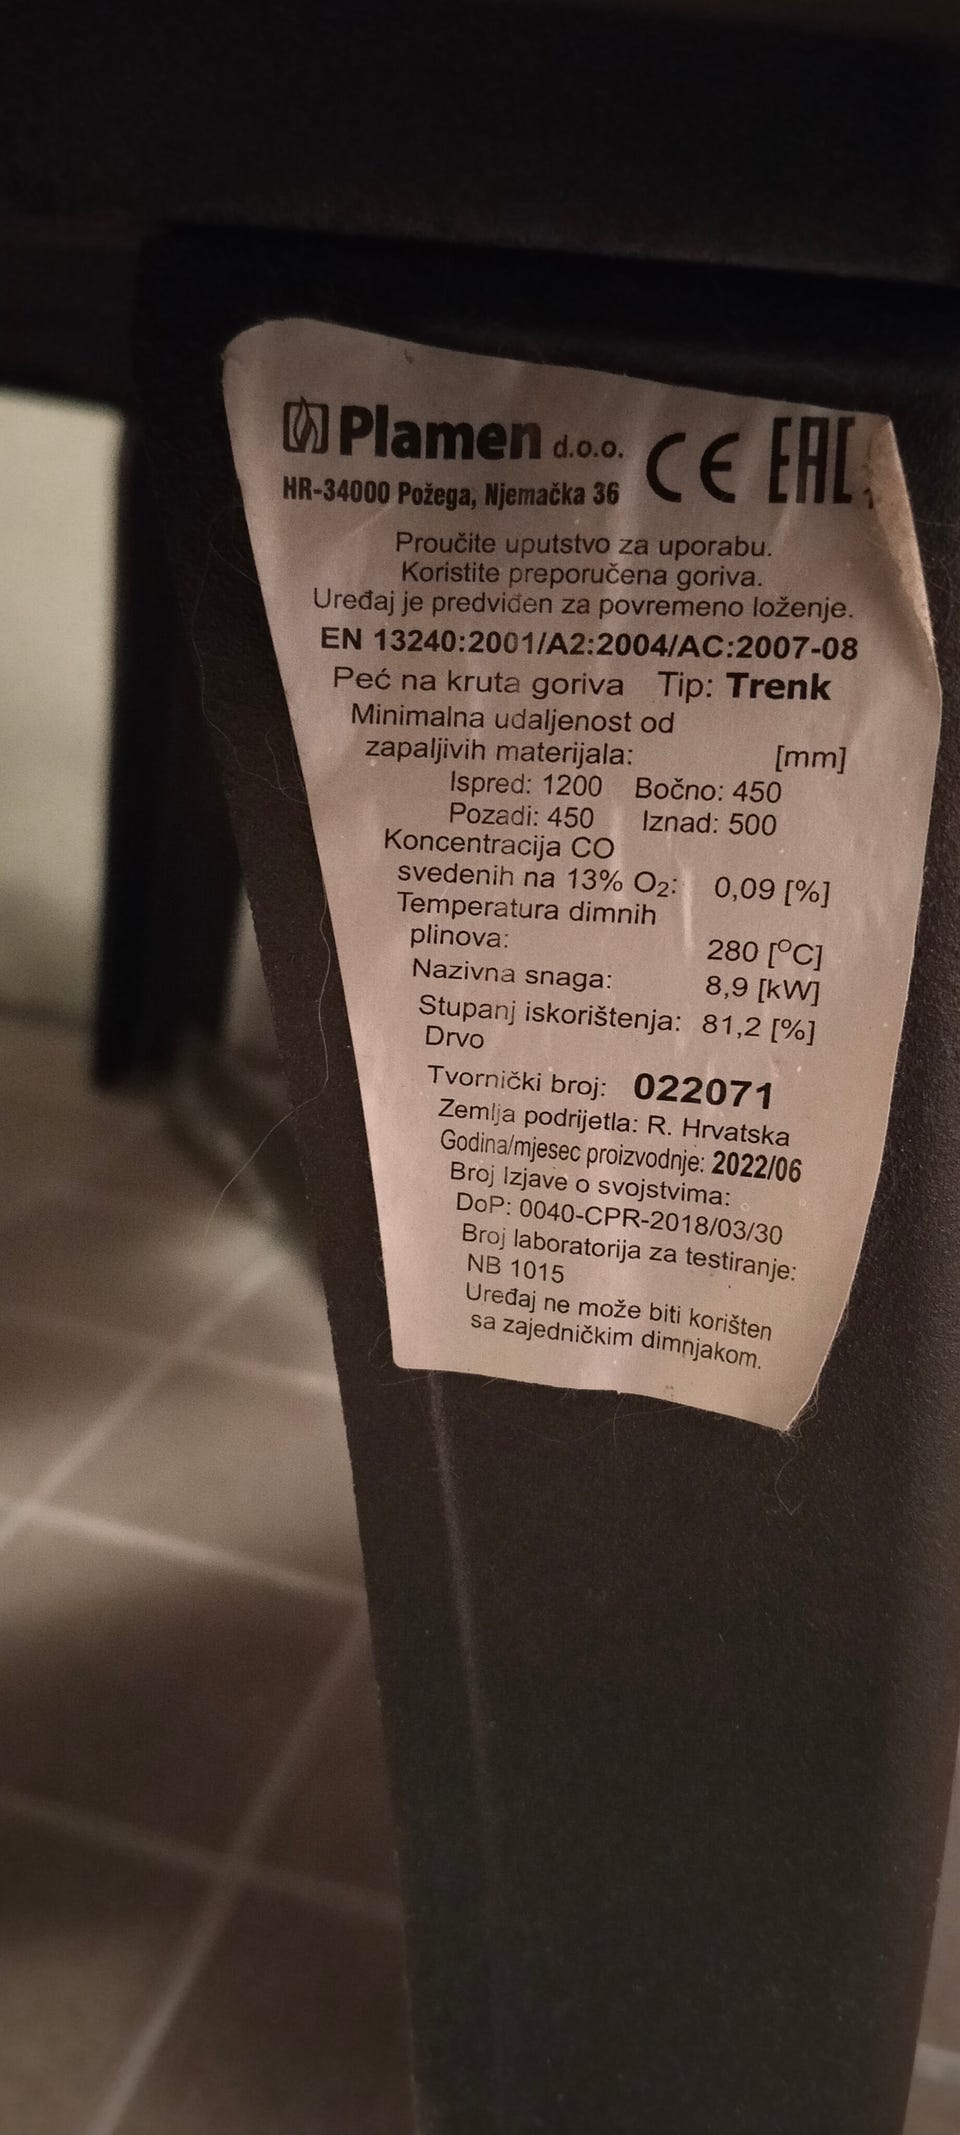 Plamen d.o.o. CE EAC
HR-34000 Požega, Njemačka 36
Proučite uputstvo za uporabu.
Koristite preporučena goriva.
Uređaj je predviđen za povremeno loženje.
EN 13240:2001/A2:2004/AC:2007-08
Peć na kruta goriva Tip: Trenk
Minimalna udaljenost od
zapaljivih materijala: [mm]
Ispred: 1200 Bočno: 450
Pozadi: 450 Iznad: 500
Koncentracija CO
svedenih na 13% O₂: 0,09 [%]
Temperatura dimnih
plinova: 280 [°C]
Nazivna snaga: 8,9 [kW]
Stupanj iskorištenja: 81,2 [%]
Drvo
Tvornički broj: 022071
Zemlja podrijetla: R. Hrvatska
Godina/mjesec proizvodnje: 2022/06
Broj Izjave o svojstvima:
DoP: 0040-CPR-2018/03/30
Broj laboratorija za testiranje:
NB 1015
Uređaj ne može biti korišten
sa zajedničkim dimnjakom.